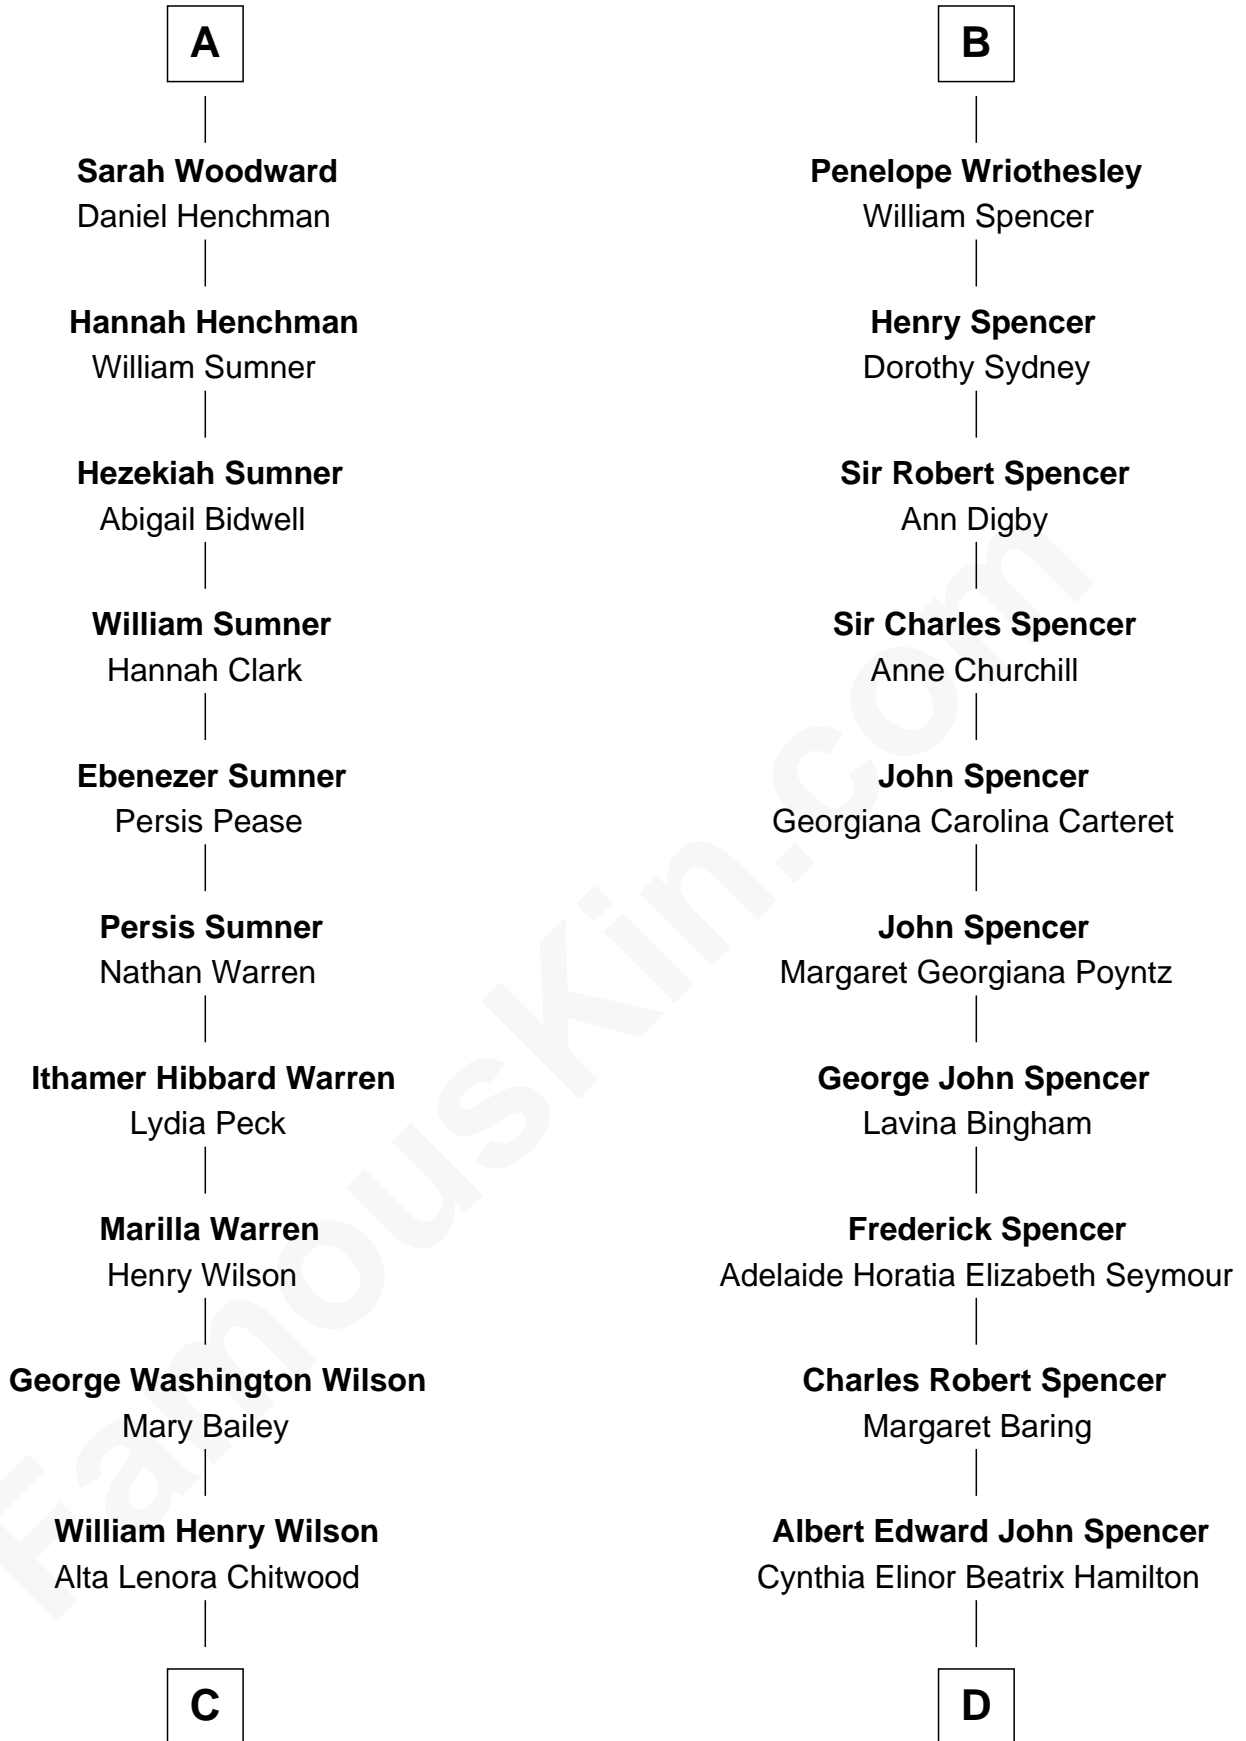 A
Sarah Woodward
Daniel Henchman
Hannah Henchman
William Sumner
Hezekiah Sumner
Abigail Bidwell
William Sumner
Hannah Clark
Ebenezer Sumner
Persis Pease
Persis Sumner
Nathan Warren
Ithamer Hibbard Warren
Lydia Peck
Marilla Warren
Henry Wilson
George Washington Wilson
Mary Bailey
William Henry Wilson
Alta Lenora Chitwood
C
B
Penelope Wriothesley
William Spencer
Henry Spencer
Dorothy Sydney
Sir Robert Spencer
Ann Digby
Sir Charles Spencer
Anne Churchill
John Spencer
Georgiana Carolina Carteret
John Spencer
Margaret Georgiana Poyntz
George John Spencer
Lavina Bingham
Frederick Spencer
Adelaide Horatia Elizabeth Seymour
Charles Robert Spencer
Margaret Baring
Albert Edward John Spencer
Cynthia Elinor Beatrix Hamilton
D
FamousKin.com